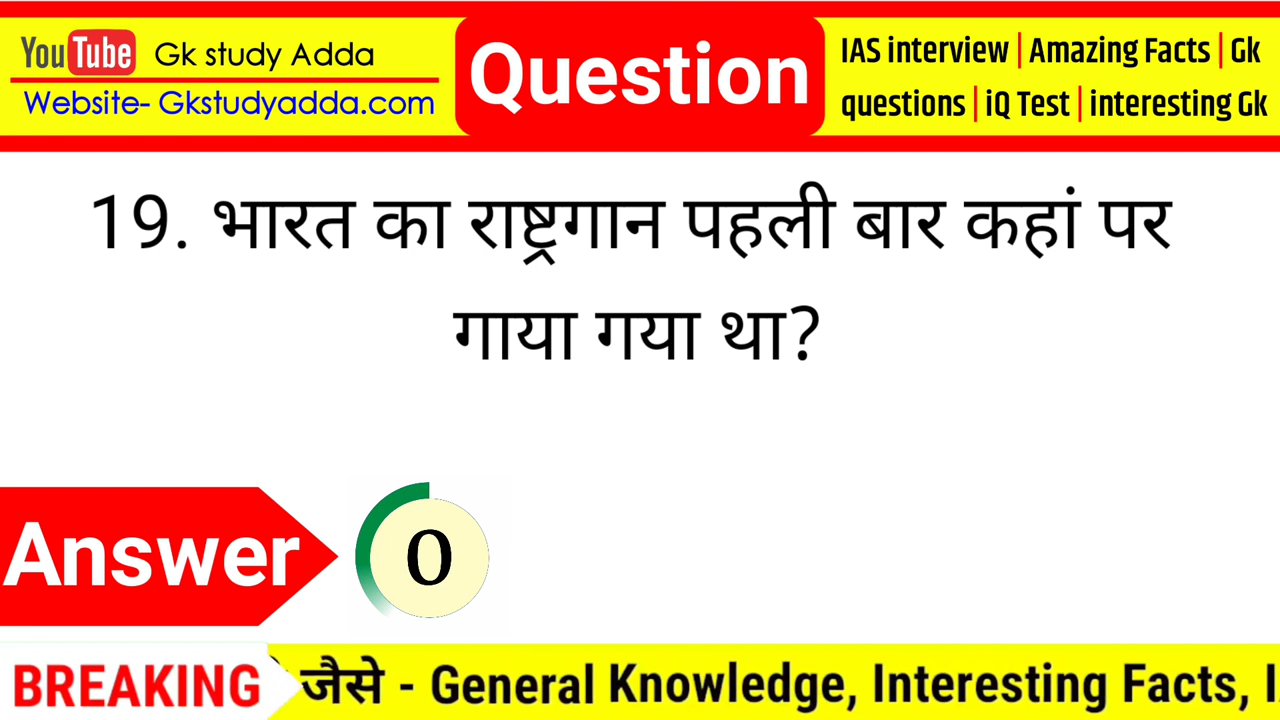 YouTube Gk study Adda
Website- Gkstudyadda.com
Question
IAS interview | Amazing Facts | Gk
questions | iQ Test | interesting Gk
19. भारत का राष्ट्रगान पहली बार कहां पर
गाया गया था?
Answer
0
BREAKING
जैसे - General Knowledge, Interesting Facts,